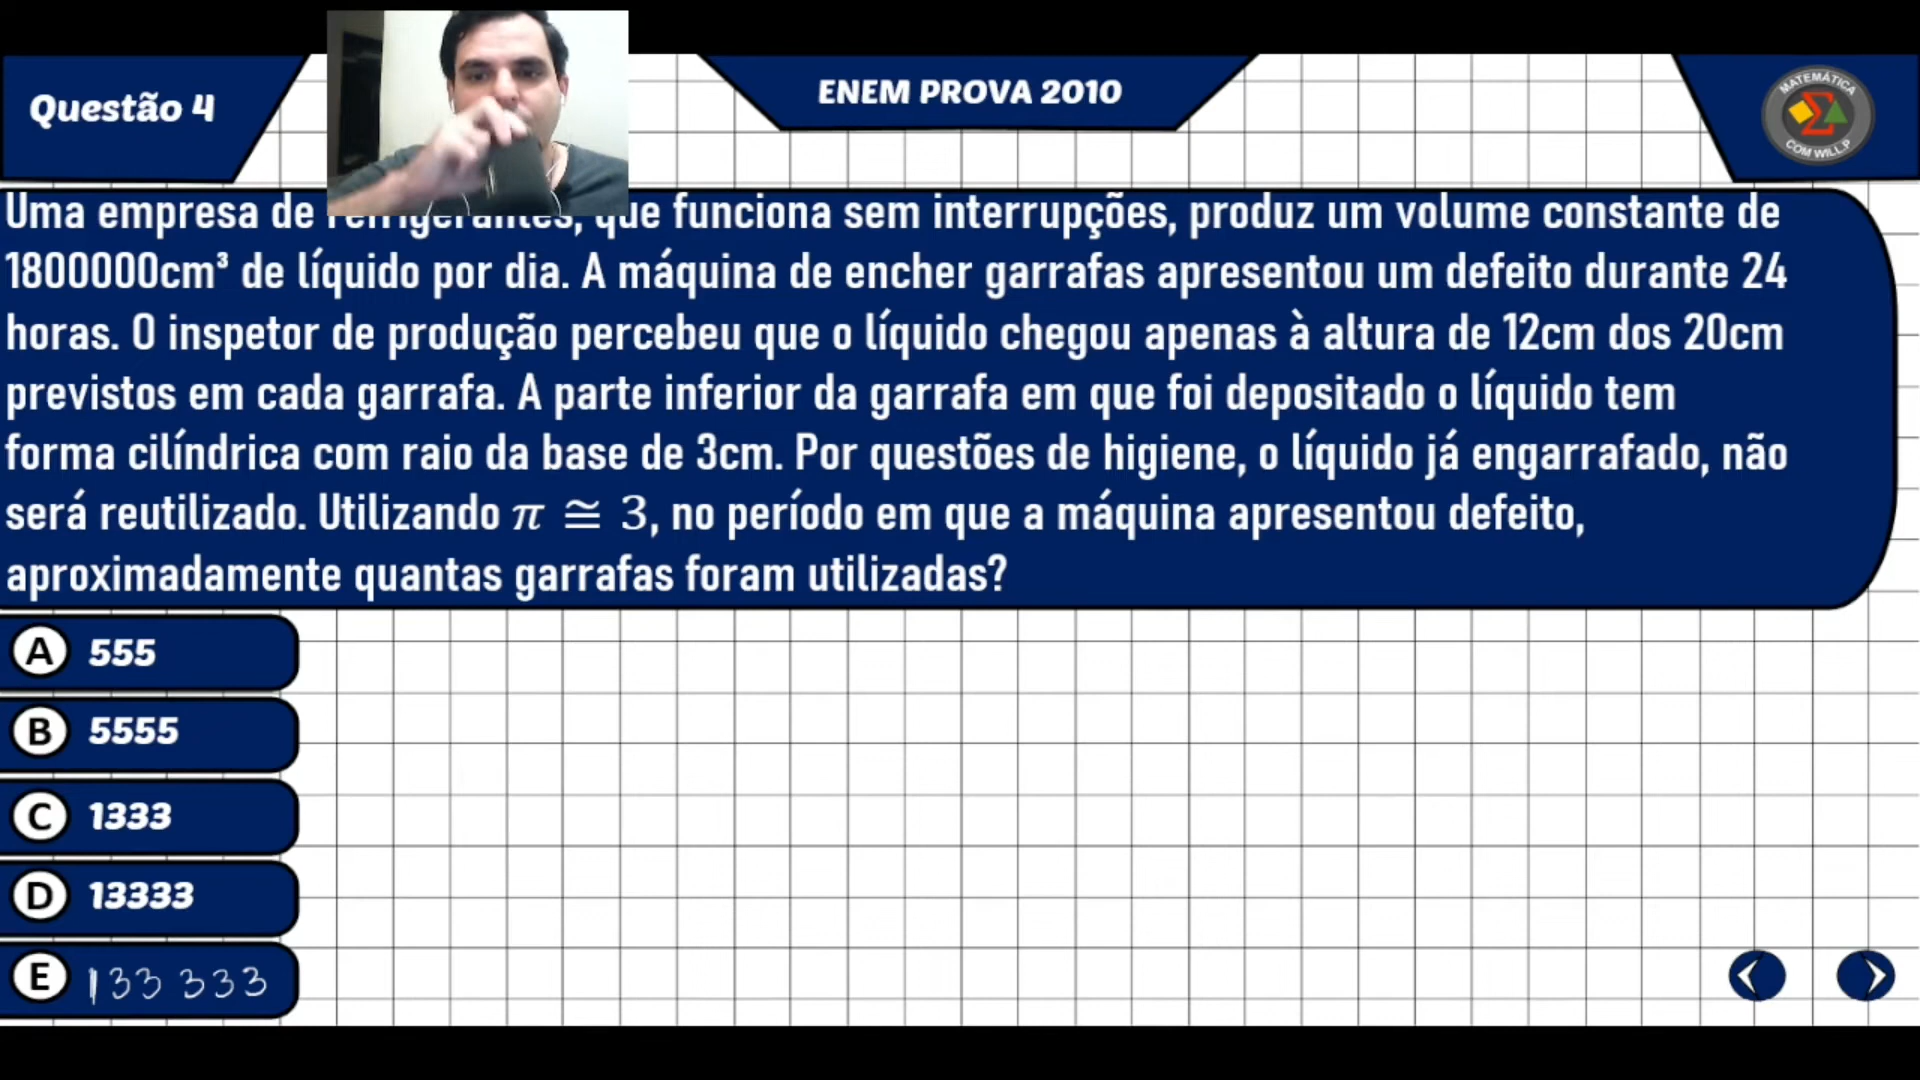 Questão 4
ENEM PROVA 2010
MATEMÁTICA
COM WILL.P
Uma empresa de refrigerantes, que funciona sem interrupções, produz um volume constante de
1800000cm³ de líquido por dia. A máquina de encher garrafas apresentou um defeito durante 24
horas. O inspetor de produção percebeu que o líquido chegou apenas à altura de 12cm dos 20cm
previstos em cada garrafa. A parte inferior da garrafa em que foi depositado o líquido tem
forma cilíndrica com raio da base de 3cm. Por questões de higiene, o líquido já engarrafado, não
será reutilizado. Utilizando π ≅ 3, no período em que a máquina apresentou defeito,
aproximadamente quantas garrafas foram utilizadas?
A 555
B 5555
C 1333
D 13333
E 133 333